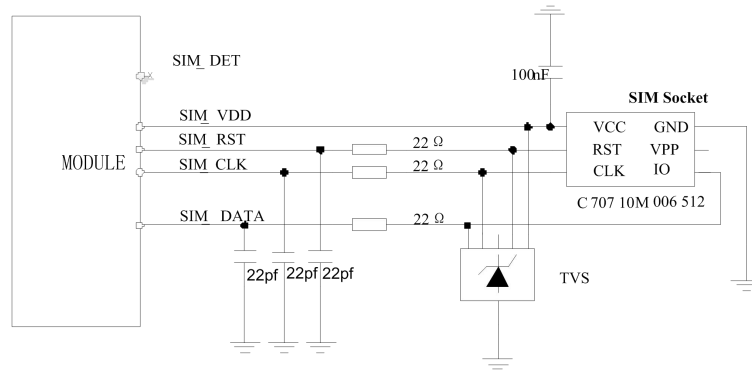 SIM_DET
100nF
SIM Socket
SIM_VDD
VCC GND
SIM_RST
22 Ω
RST VPP
MODULE
SIM_CLK
22 Ω
CLK IO
C 707 10M 006 512
SIM_DATA
22 Ω
22pf 22pf 22pf
TVS